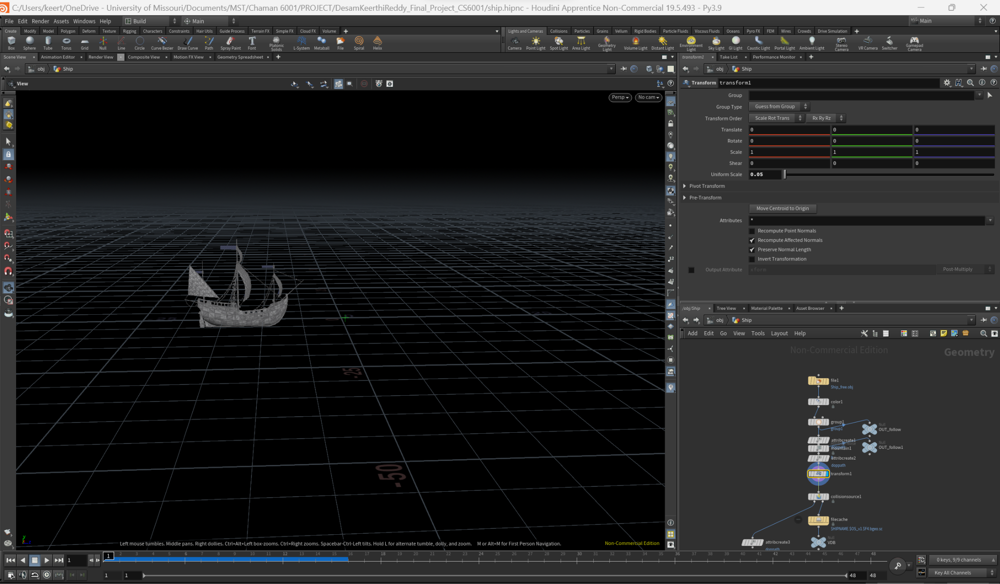 C:/Users/keert/OneDrive - University of Missouri/Documents/MST/Chaman 6001/PROJECT/DesamKeerthiReddy_Final_Project_CS6001/ship.hipnc - Houdini Apprentice Non-Commercial 19.5.493 - Py3.9
File Edit Render Assets Windows Help Build Main Main
Create Modify Model Polygon Deform Texture Rigging Characters Constraints Hair Utils Guide Process Terrain FX Simple FX Cloud FX Volume
Lights and Cameras Collisions Particles Grains Vellum Rigid Bodies Particle Fluids Viscous Fluids Oceans Pyro FX FEM Wires Crowds Drive Simulation
Box Sphere Tube Torus Grid Null Line Circle Curve Bezier Draw Curve Path Spray Paint Font Platonic Solids L-System Metaball File Spiral Helix
Camera Point Light Spot Light Area Light Geometry Light Volume Light Distant Light Environment Light Sky Light GI Light Caustic Light Portal Light Ambient Light Stereo Camera VR Camera Switcher Gamepad Camera
Scene View Animation Editor Render View Composite View Motion FX View Geometry Spreadsheet
transform1 Take List Performance Monitor
obj Ship
obj Ship
View
Persp No cam
Transform transform1
Group
Group Type Guess from Group
Transform Order Scale Rot Trans Rx Ry Rz
Translate 0 0 0
Rotate 0 0 0
Scale 1 1 1
Shear 0 0 0
Uniform Scale 0.05
Pivot Transform
Pre-Transform
Move Centroid to Origin
Attributes *
Recompute Point Normals
Recompute Affected Normals
Preserve Normal Length
Invert Transformation
Output Attribute xform Post-Multiply
/obj/Ship Tree View Material Palette Asset Browser
obj Ship
Add Edit Go View Tools Layout Help
Non-Commercial Edition Geometry
file1
Ship_free.obj
color1
group1
group1
Null
OUT_follow
attribcreate1
mountain1
Null
OUT_follow1
attribcreate2
doppath
transform1
collisionsource1
filecache
$HIPNAME.$OS_v1.$F4.bgeo.sc
attribcreate3
doppath
Null
VDB
-25
-50
12
Left mouse tumbles. Middle pans. Right dollies. Ctrl+Alt+Left box-zooms. Ctrl+Right zooms. Spacebar-Ctrl-Left tilts. Hold L for alternate tumble, dolly, and zoom. M or Alt+M for First Person Navigation.
Non-Commercial Edition
1 1 2 3 4 5 6 7 8 9 10 11 12 13 14 15 16 17 18 19 20 21 22 23 24 25 26 27 28 29 30 31 32 33 34 35 36 37 38 39 40 41 42 43 44 45 46 47 48
0 keys, 9/9 channels
1 1 48 48
Key All Channels